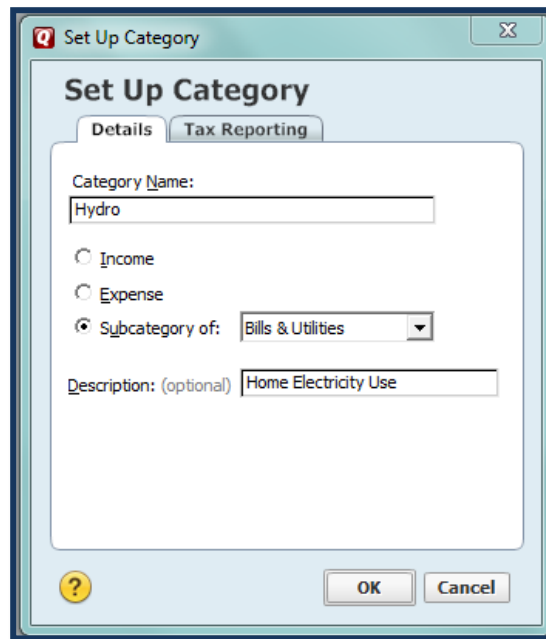 Q Set Up Category X
Set Up Category
Details Tax Reporting
Category Name:
Hydro
Income
Expense
Subcategory of: Bills & Utilities
Description: (optional) Home Electricity Use
? OK Cancel